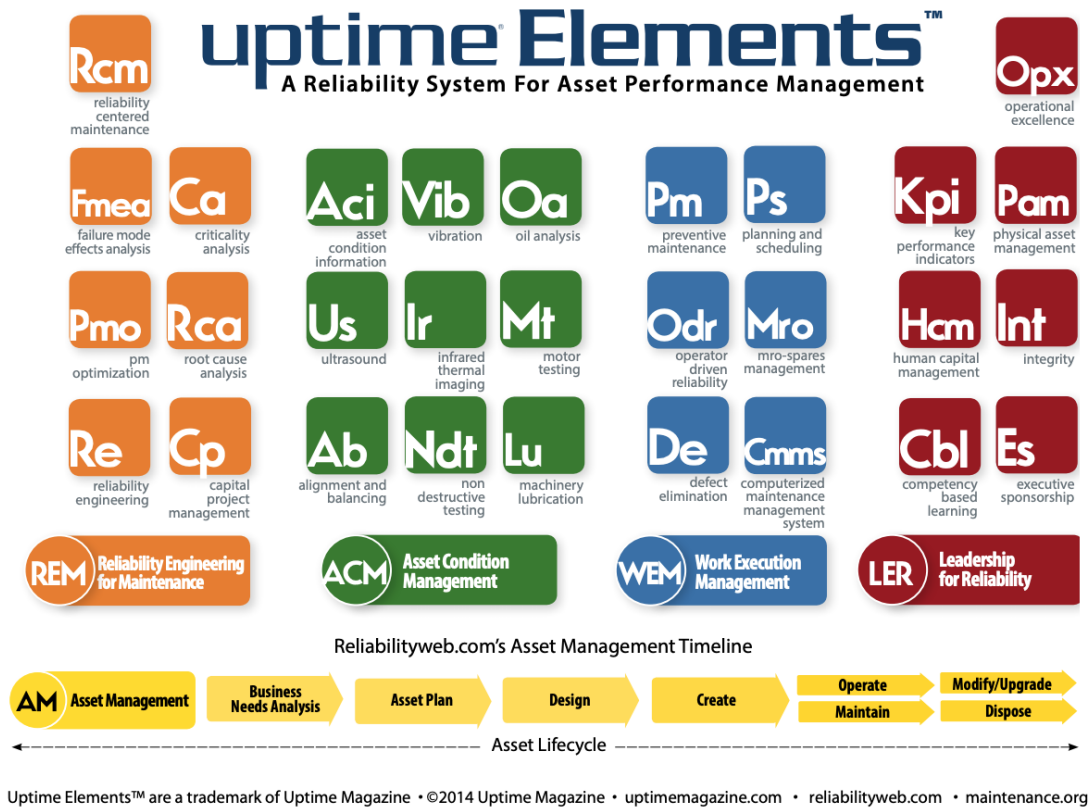 uptime® Elements™
A Reliability System For Asset Performance Management
Rcm
reliability
centered
maintenance
Opx
operational
excellence
Fmea
failure mode
effects analysis
Ca
criticality
analysis
Aci
asset
condition
information
Vib
vibration
Oa
oil analysis
Pm
preventive
maintenance
Ps
planning and
scheduling
Kpi
key
performance
indicators
Pam
physical asset
management
Pmo
pm
optimization
Rca
root cause
analysis
Us
ultrasound
Ir
infrared
thermal
imaging
Mt
motor
testing
Odr
operator
driven
reliability
Mro
mro-spares
management
Hcm
human capital
management
Int
integrity
Re
reliability
engineering
Cp
capital
project
management
Ab
alignment and
balancing
Ndt
non
destructive
testing
Lu
machinery
lubrication
De
defect
elimination
Cmms
computerized
maintenance
management
system
Cbl
competency
based
learning
Es
executive
sponsorship
REM Reliability Engineering
for Maintenance
ACM Asset Condition
Management
WEM Work Execution
Management
LER Leadership
for Reliability
Reliabilityweb.com's Asset Management Timeline
AM Asset Management
Business
Needs Analysis
Asset Plan
Design
Create
Operate
Maintain
Modify/Upgrade
Dispose
Asset Lifecycle
Uptime Elements™ are a trademark of Uptime Magazine • ©2014 Uptime Magazine • uptimemagazine.com • reliabilityweb.com • maintenance.org